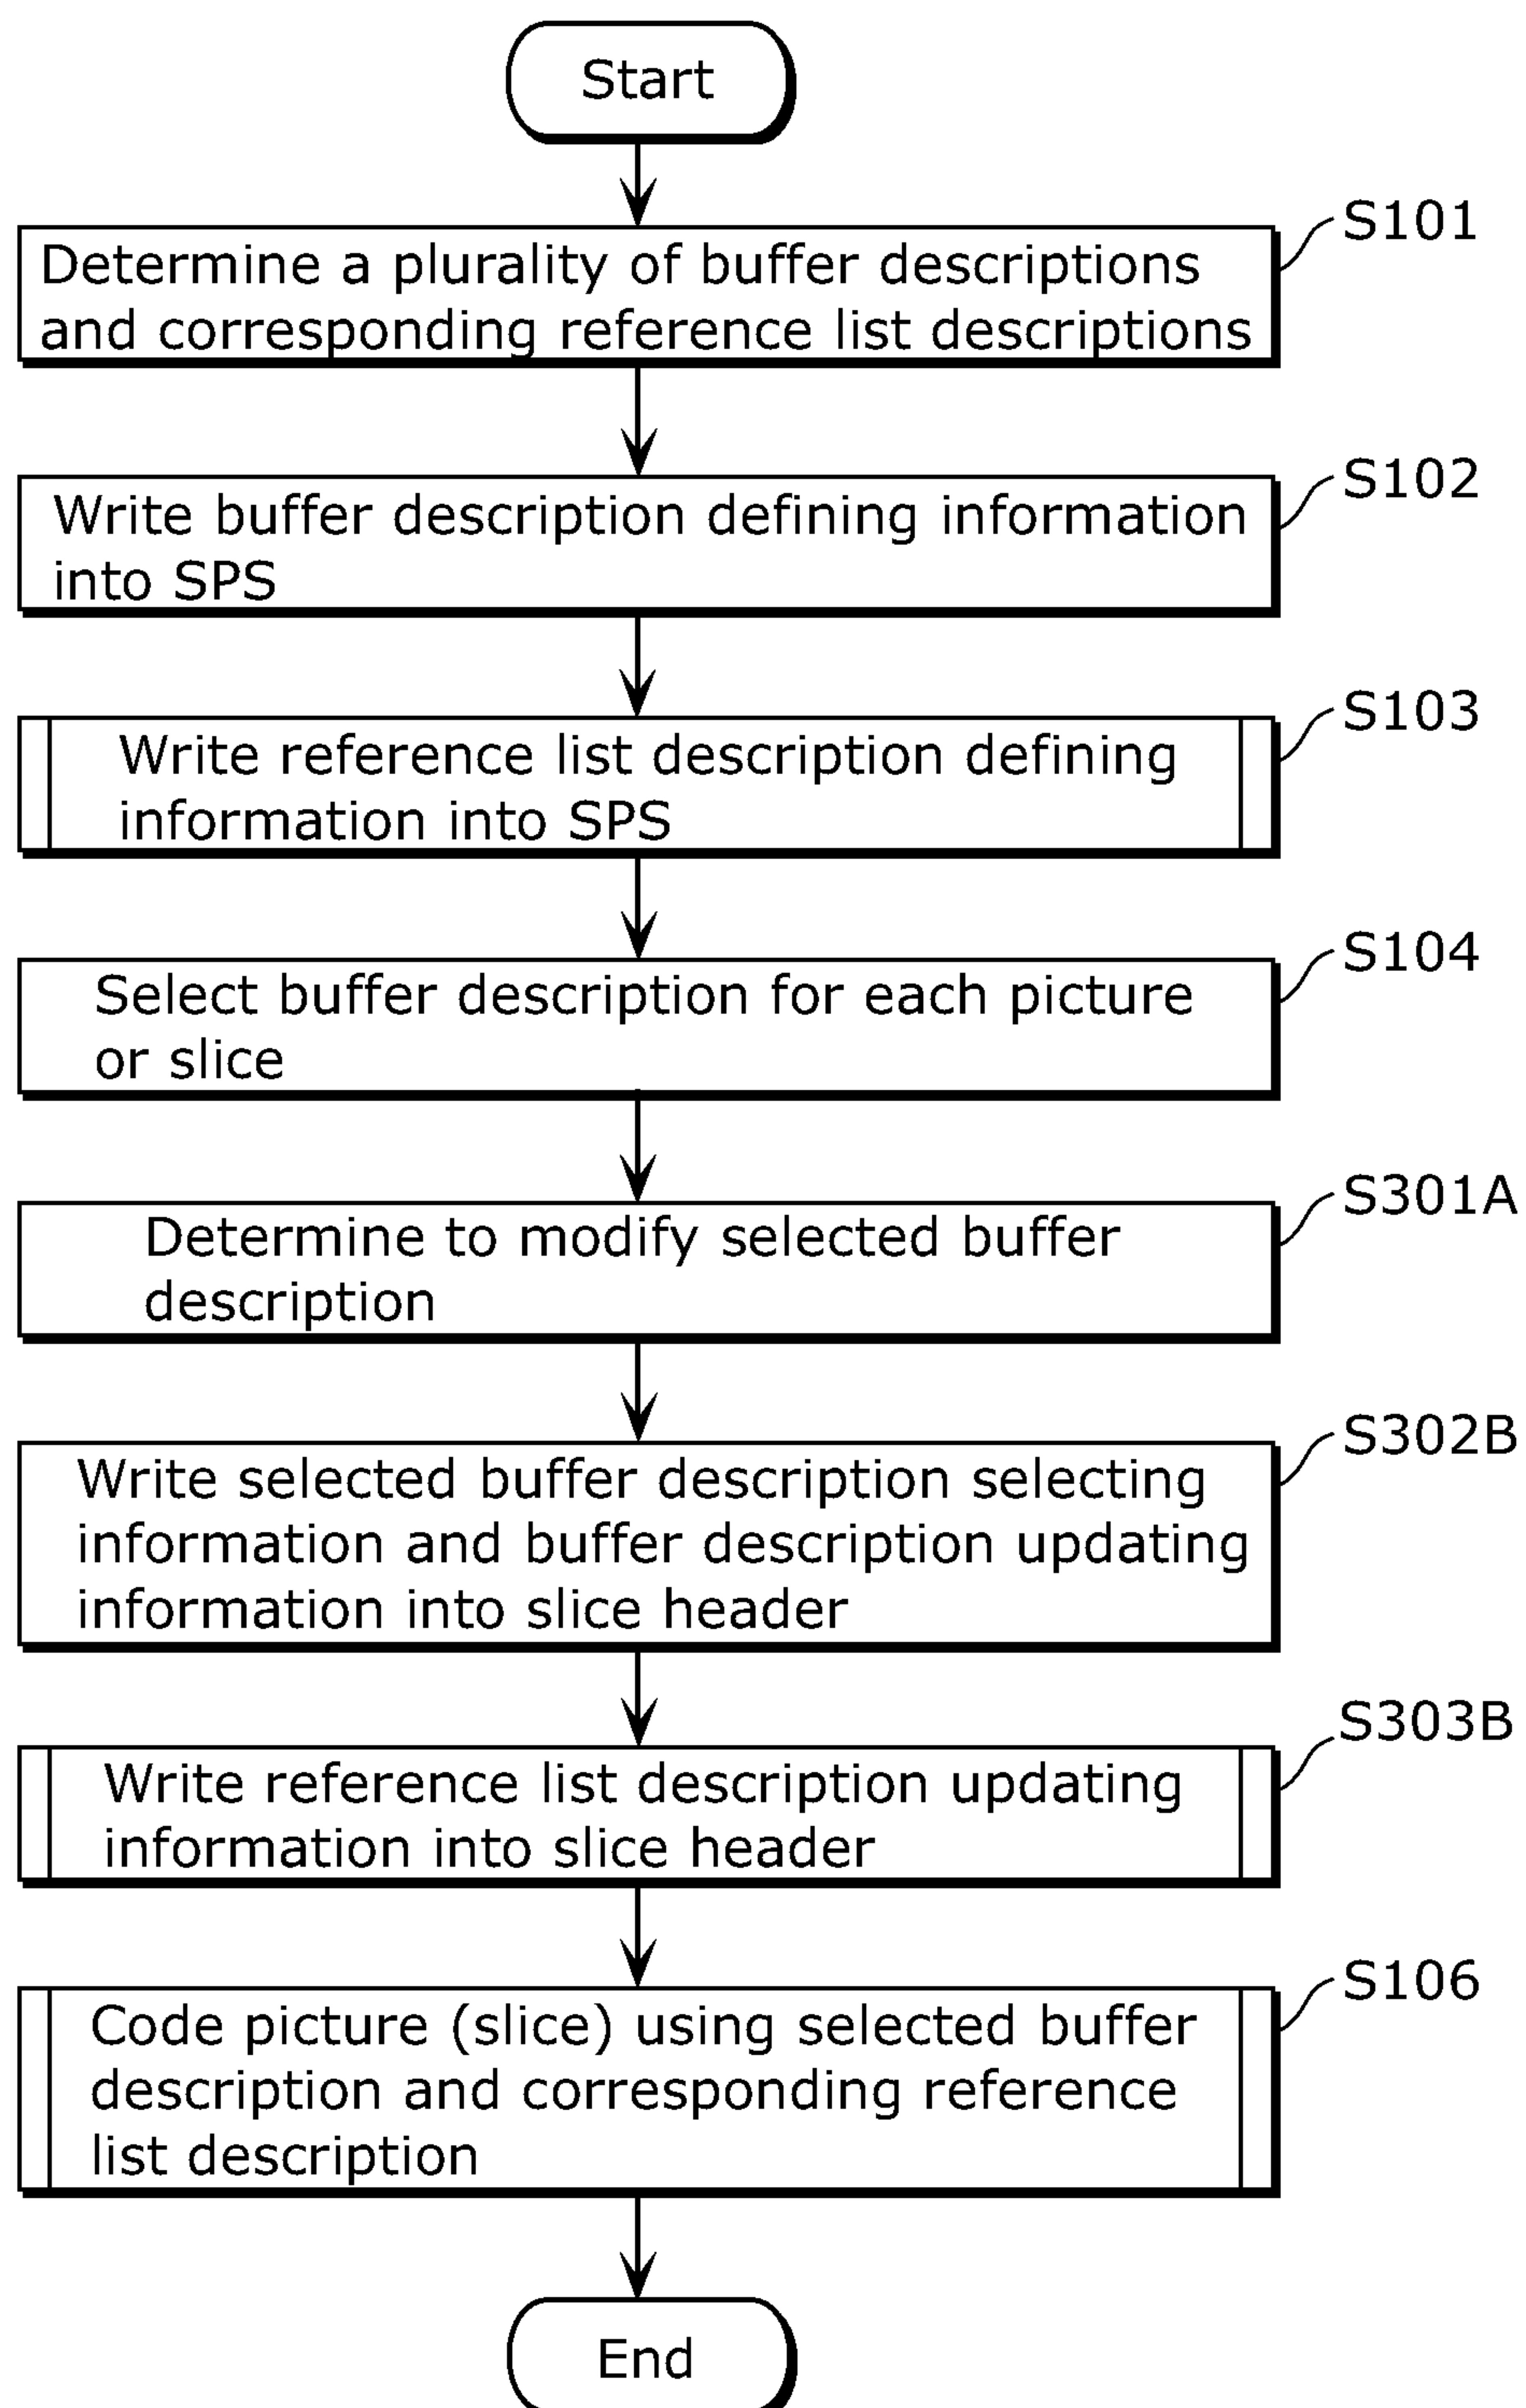 Start
S101
Determine a plurality of buffer descriptions
and corresponding reference list descriptions
S102
Write buffer description defining information
into SPS
S103
Write reference list description defining
information into SPS
S104
Select buffer description for each picture
or slice
S301A
Determine to modify selected buffer
description
S302B
Write selected buffer description selecting
information and buffer description updating
information into slice header
S303B
Write reference list description updating
information into slice header
S106
Code picture (slice) using selected buffer
description and corresponding reference
list description
End